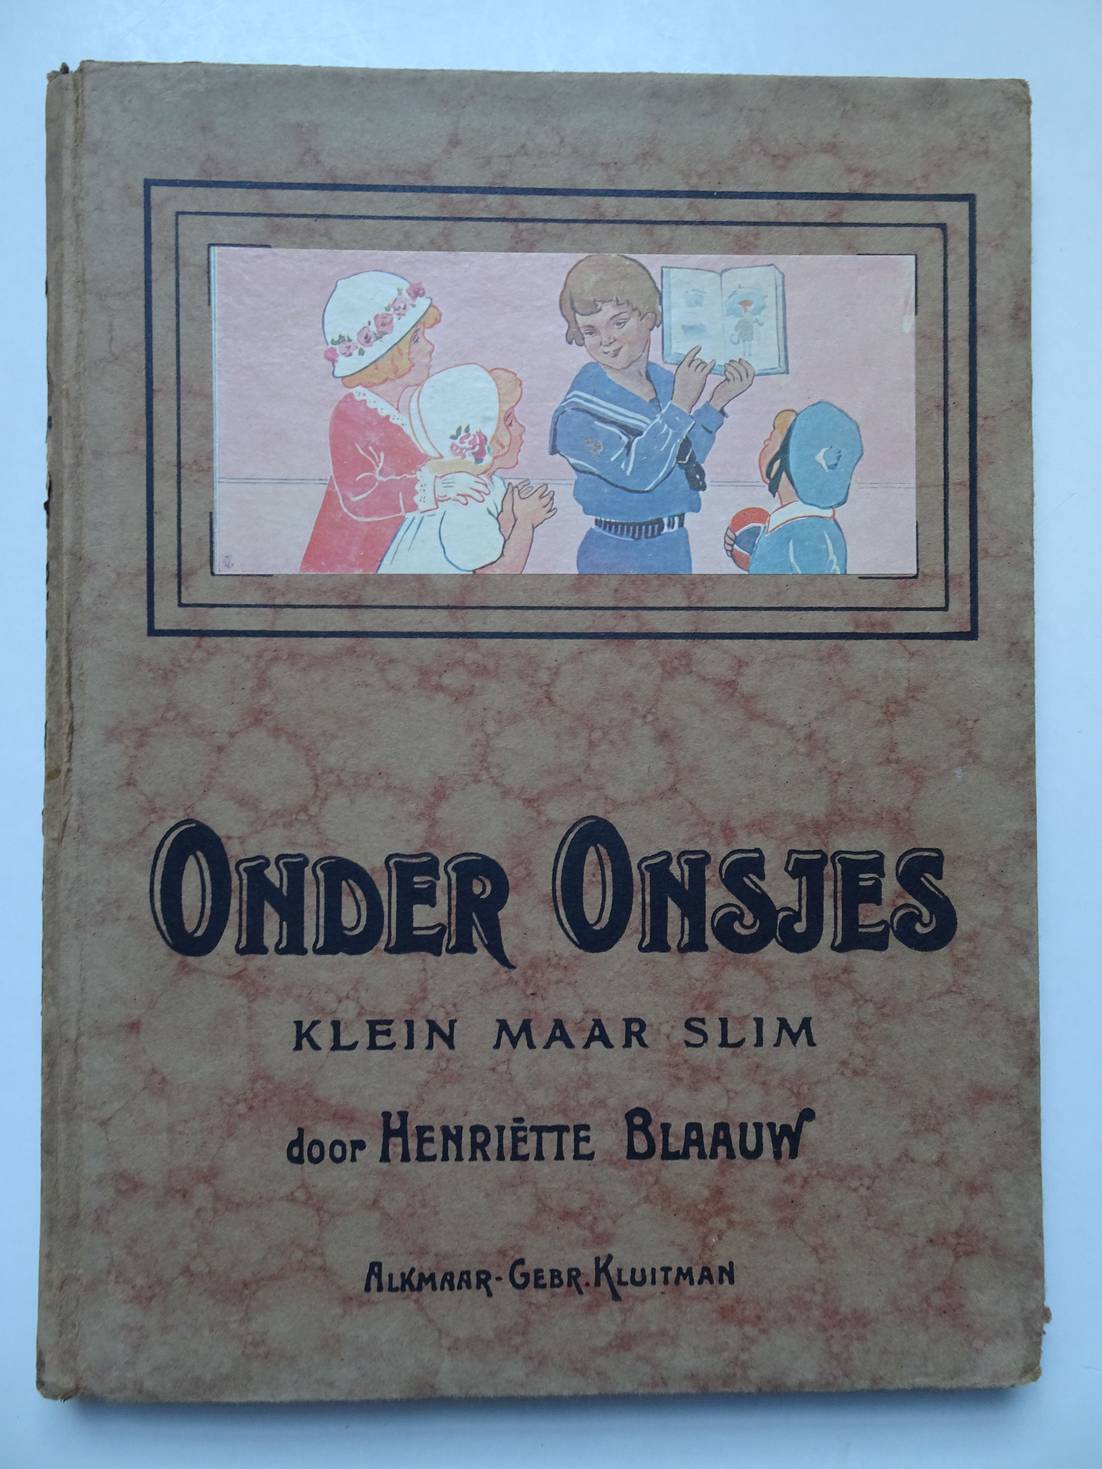 ONDER ONSJES
KLEIN MAAR SLIM
door HENRIËTTE BLAAUW
ALKMAAR-GEBR.KLUITMAN